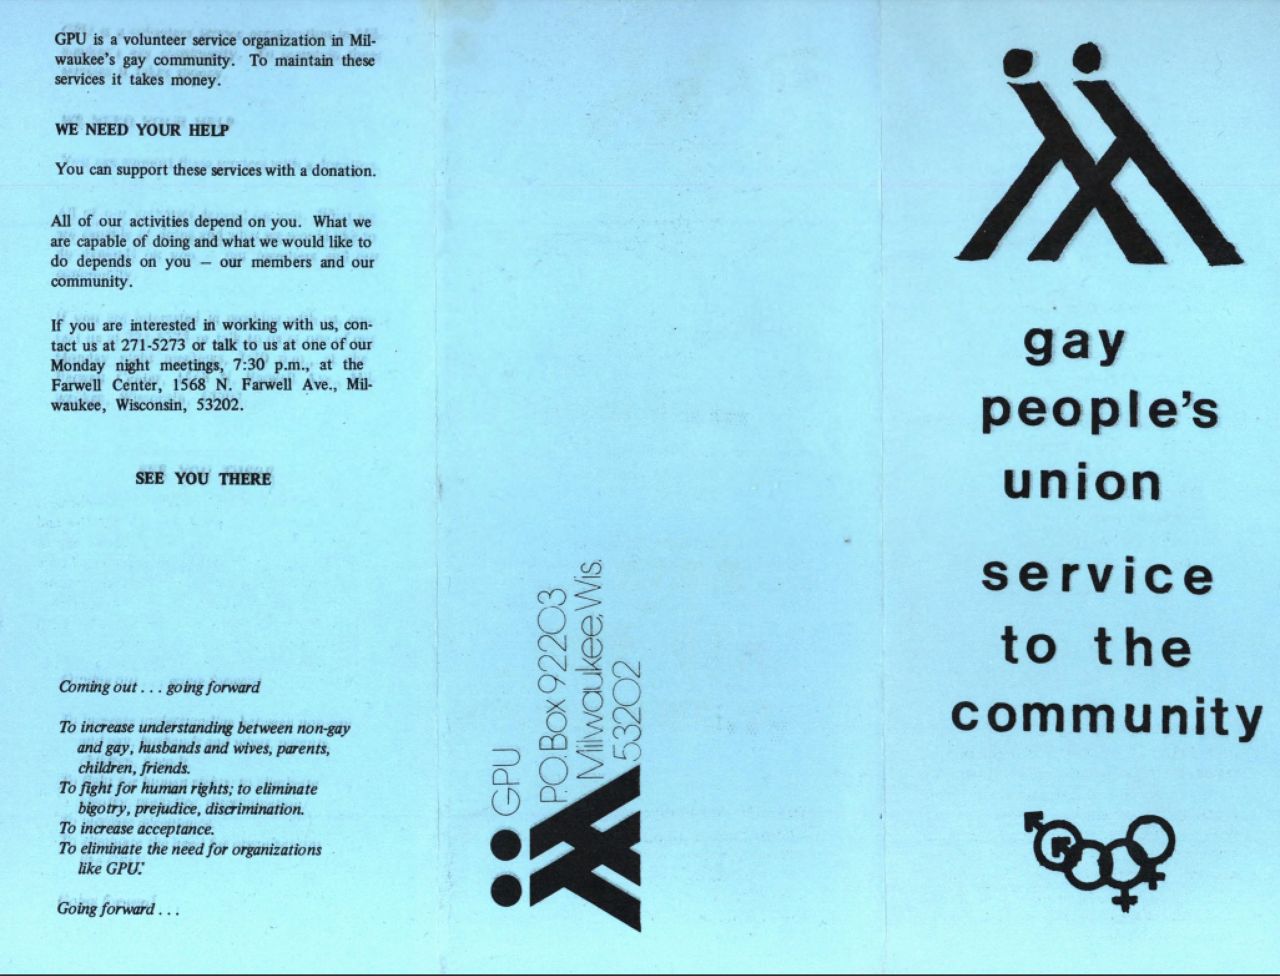 GPU is a volunteer service organization in Mil-
waukee's gay community. To maintain these
services it takes money.
WE NEED YOUR HELP
You can support these services with a donation.
All of our activities depend on you. What we
are capable of doing and what we would like to
do depends on you — our members and our
community.
If you are interested in working with us, con-
tact us at 271-5273 or talk to us at one of our
Monday night meetings, 7:30 p.m., at the
Farwell Center, 1568 N. Farwell Ave., Mil-
waukee, Wisconsin, 53202.
SEE YOU THERE
Coming out . . . going forward
To increase understanding between non-gay
and gay, husbands and wives, parents,
children, friends.
To fight for human rights; to eliminate
bigotry, prejudice, discrimination.
To increase acceptance.
To eliminate the need for organizations
like GPU.
Going forward . . .
GPU
P.O. Box 92203
Milwaukee, Wis.
53202
gay
people's
union
service
to the
community